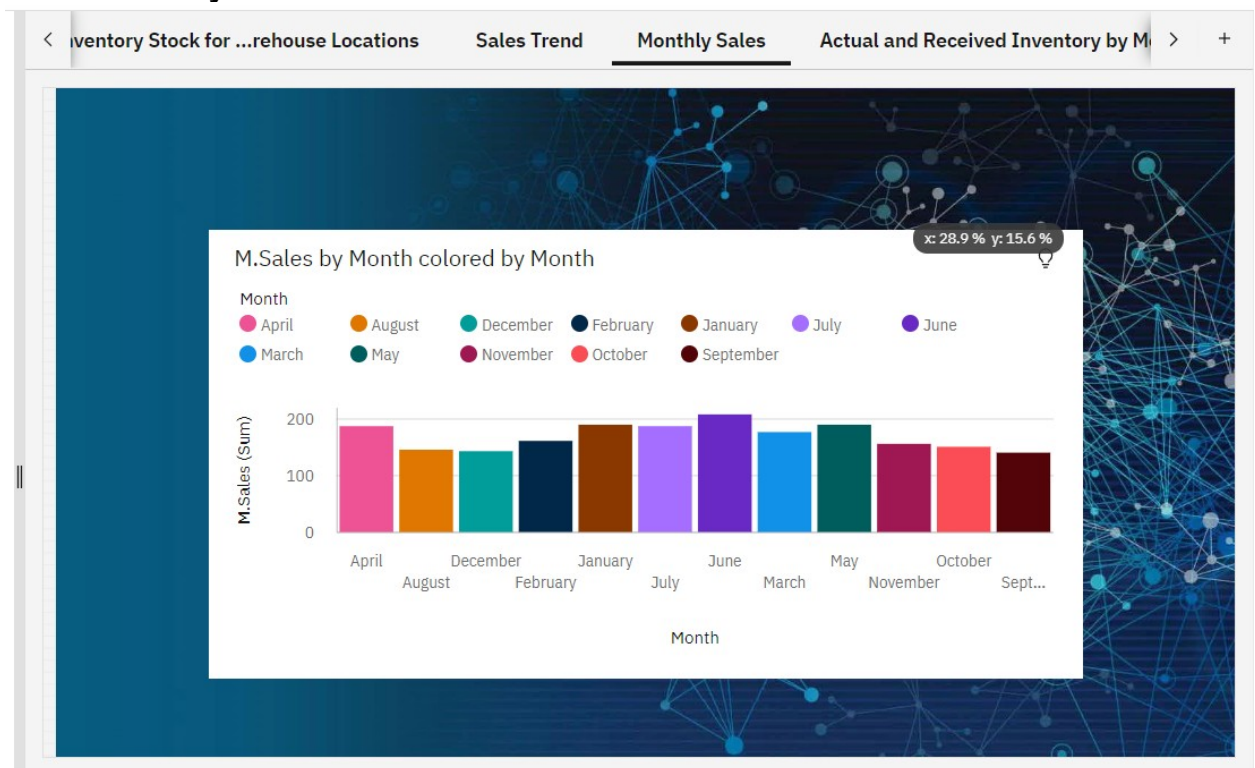 ventory Stock for ...rehouse Locations Sales Trend Monthly Sales Actual and Received Inventory by M
x: 28.9 % y: 15.6 %
M.Sales by Month colored by Month
Month
April August December February January July June
March May November October September
M.Sales (Sum)
200
100
0
April December January June May October
August February July March November Sept...
Month